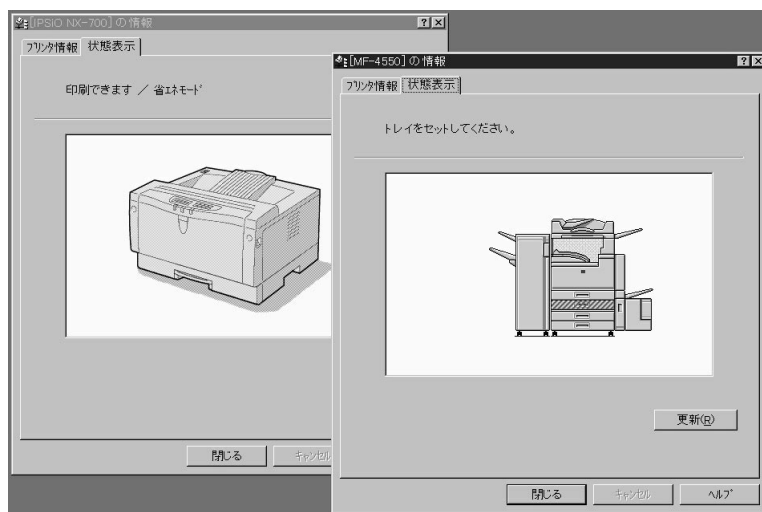 [IPSIO NX-700] の情報
プリンタ情報 状態表示
印刷できます ／ 省エネモード
閉じる
キャンセル
[MF-4550] の情報
プリンタ情報 状態表示
トレイをセットしてください。
更新(R)
閉じる キャンセル ヘルプ